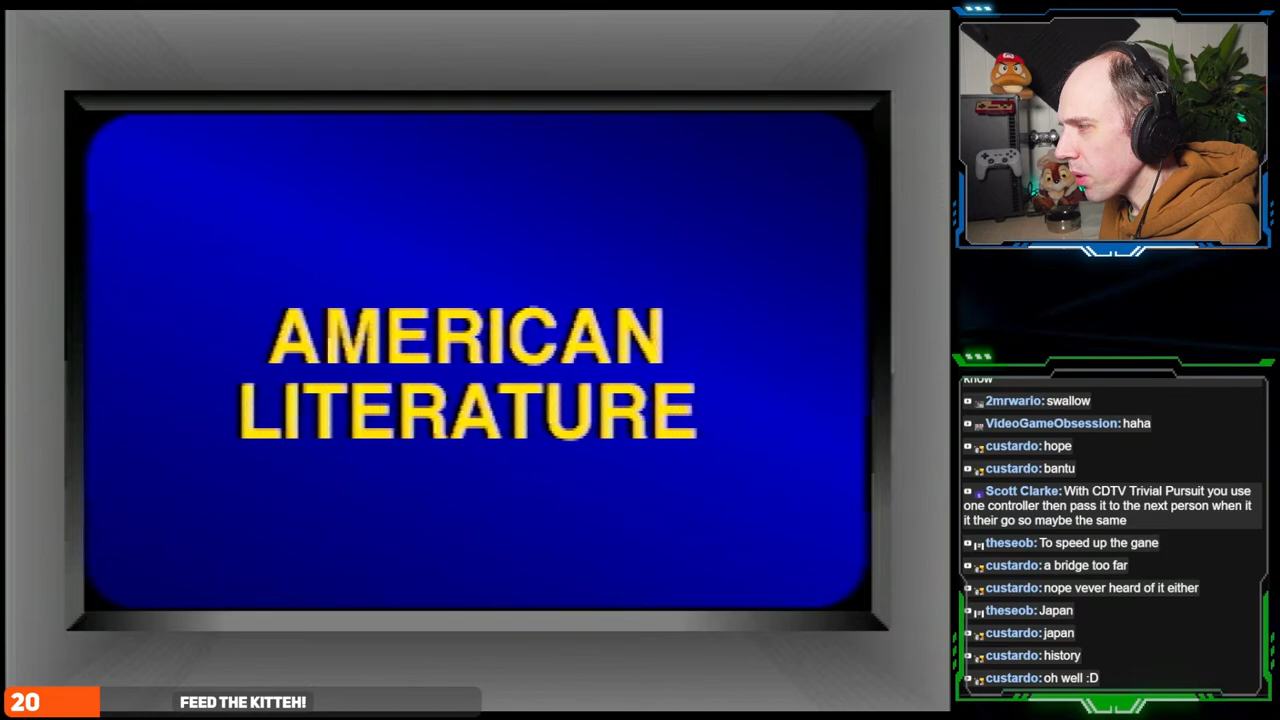 AMERICAN
LITERATURE
20
FEED THE KITTEH!
know
2mrwario: swallow
VideoGameObsession: haha
custardo: hope
custardo: bantu
Scott Clarke: With CDTV Trivial Pursuit you use
one controller then pass it to the next person when it
it their go so maybe the same
theseob: To speed up the gane
custardo: a bridge too far
custardo: nope vever heard of it either
theseob: Japan
custardo: japan
custardo: history
custardo: oh well :D